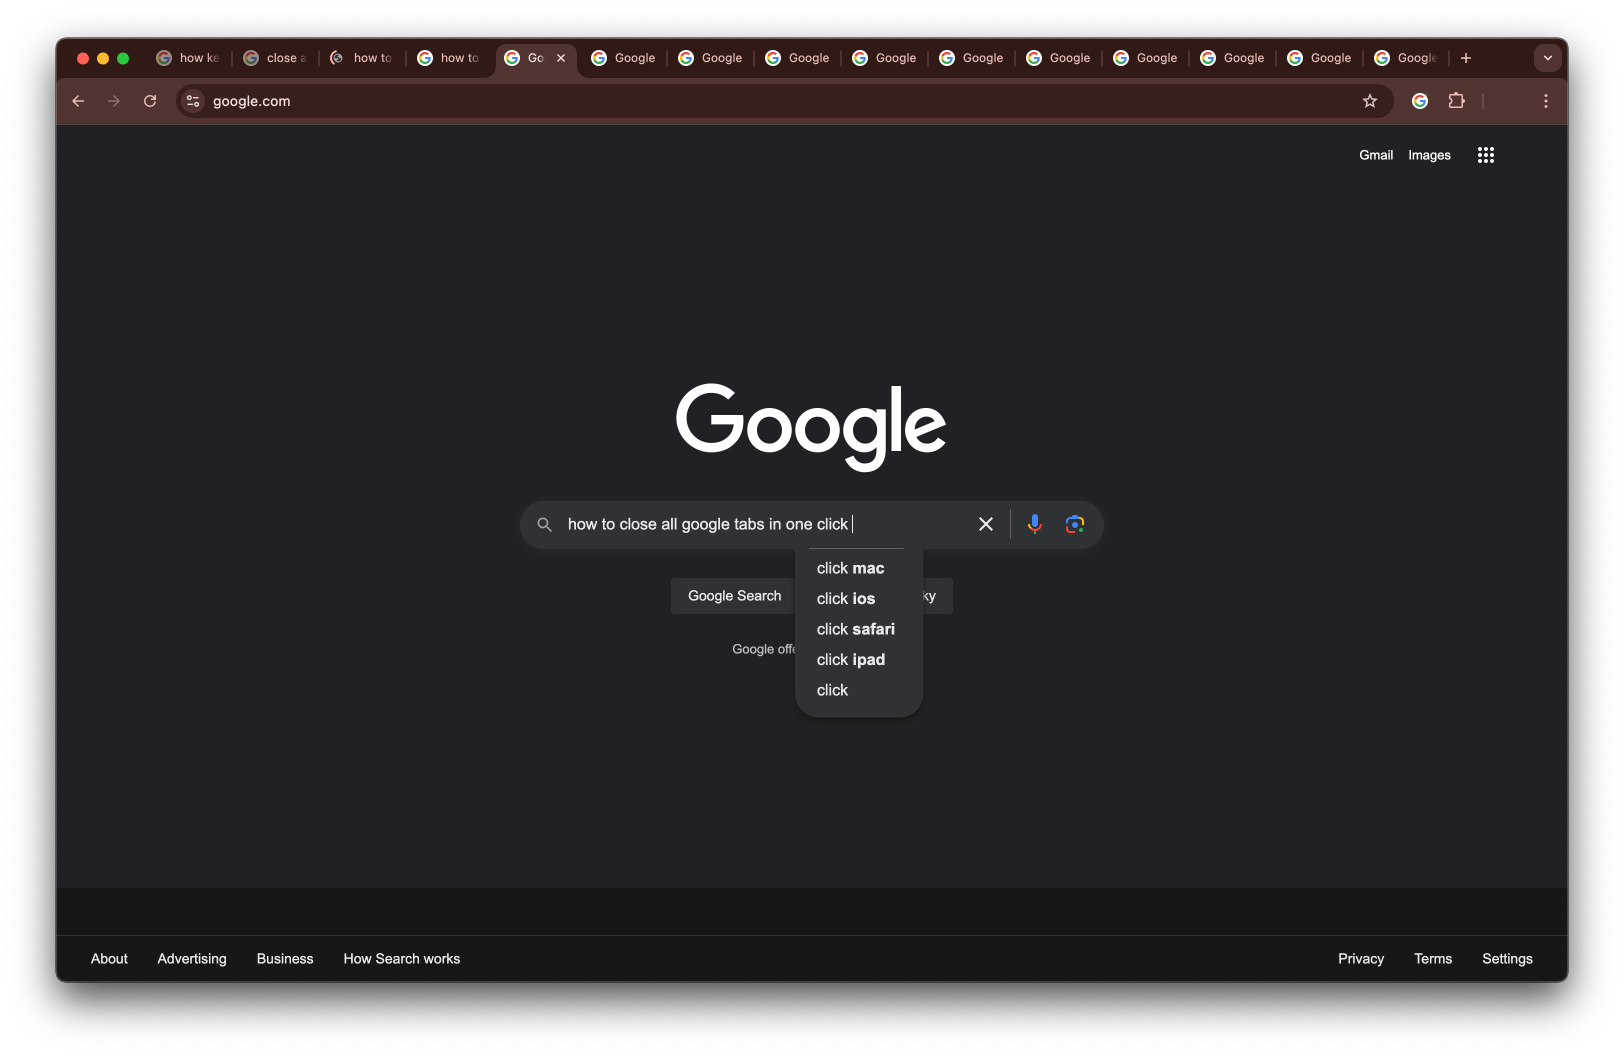 how ke
close a
how to
how to
Go
Google
Google
Google
Google
Google
Google
Google
Google
Google
Google
google.com
Gmail
Images
Google
how to close all google tabs in one click
click mac
click ios
click safari
click ipad
click
Google Search
ky
Google offe
About
Advertising
Business
How Search works
Privacy
Terms
Settings